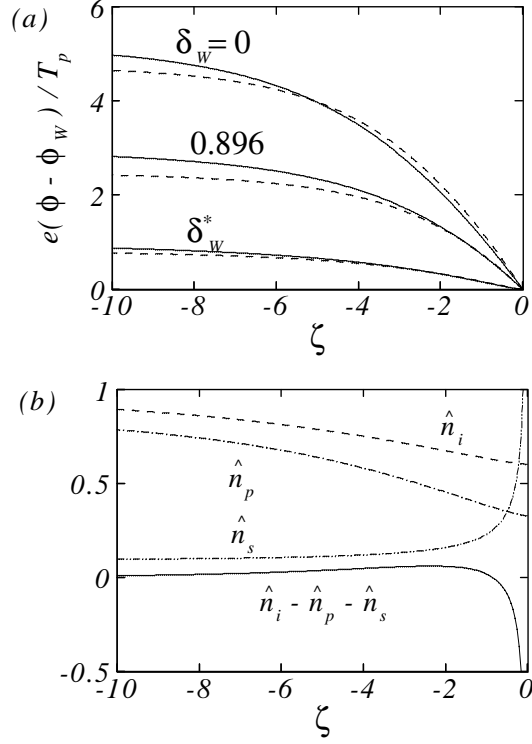 (a)
e(ϕ - ϕ_W) / T_p
6
4
2
0
δ_W = 0
0.896
δ_W^*
-10 -8 -6 -4 -2 0
ζ
(b)
1
0.5
0
-0.5
n̂_i
n̂_p
n̂_s
n̂_i - n̂_p - n̂_s
-10 -8 -6 -4 -2 0
ζ